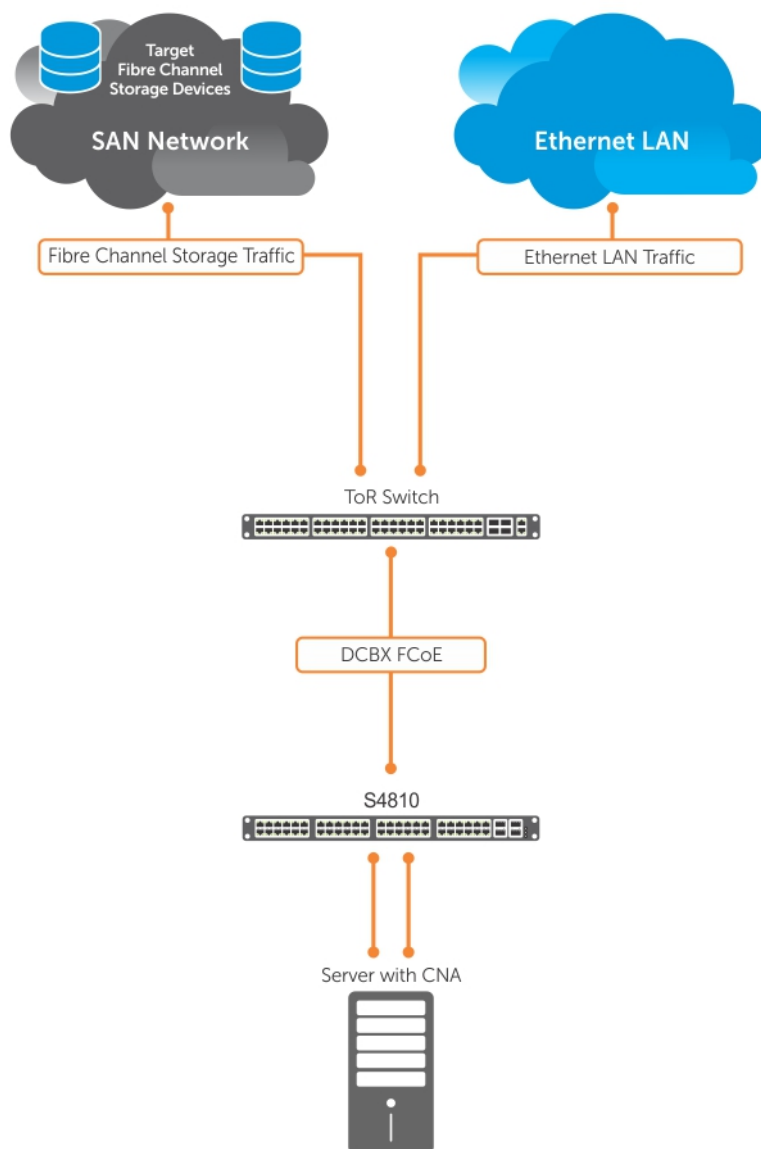 Target
Fibre Channel
Storage Devices
SAN Network
Ethernet LAN
Fibre Channel Storage Traffic
Ethernet LAN Traffic
ToR Switch
DCBX FCoE
S4810
Server with CNA